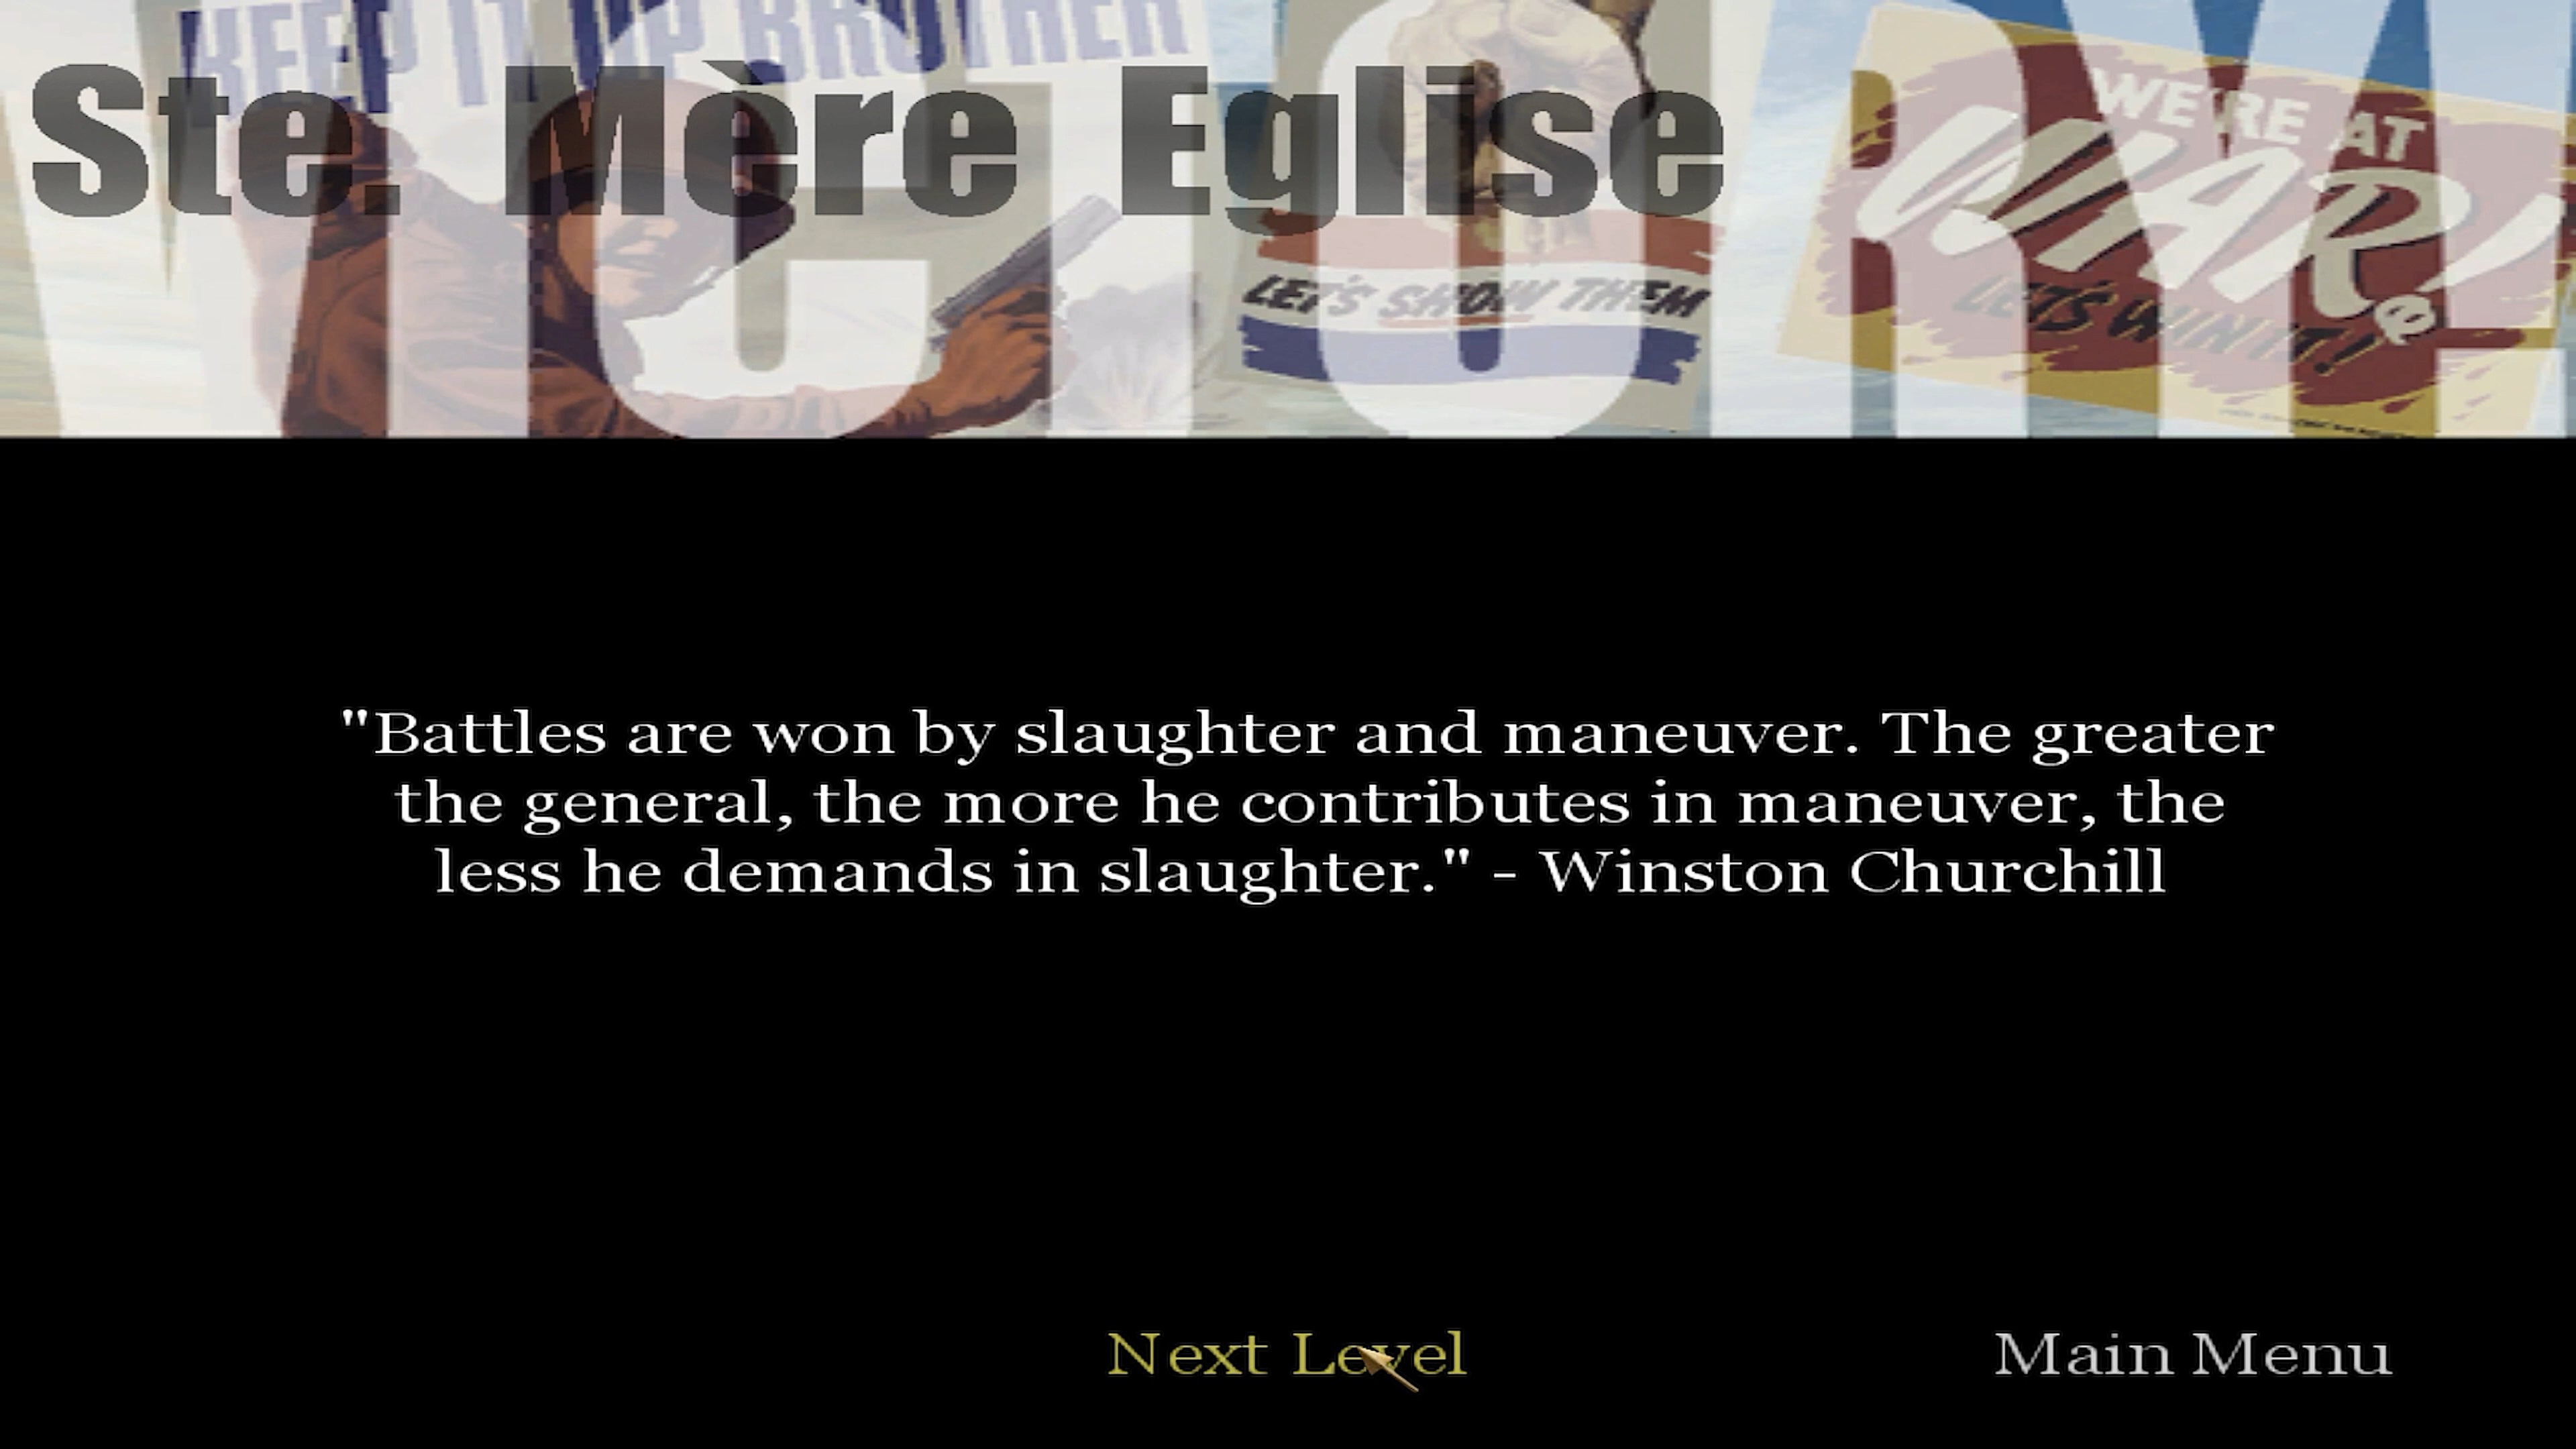 KEEP IT UP BROTHER
Ste. Mère Eglise
VICTORY
WE'RE AT
WAR!
LET'S WIN IT!
LET'S SHOW THEM
"Battles are won by slaughter and maneuver. The greater
the general, the more he contributes in maneuver, the
less he demands in slaughter." - Winston Churchill
Next Level
Main Menu